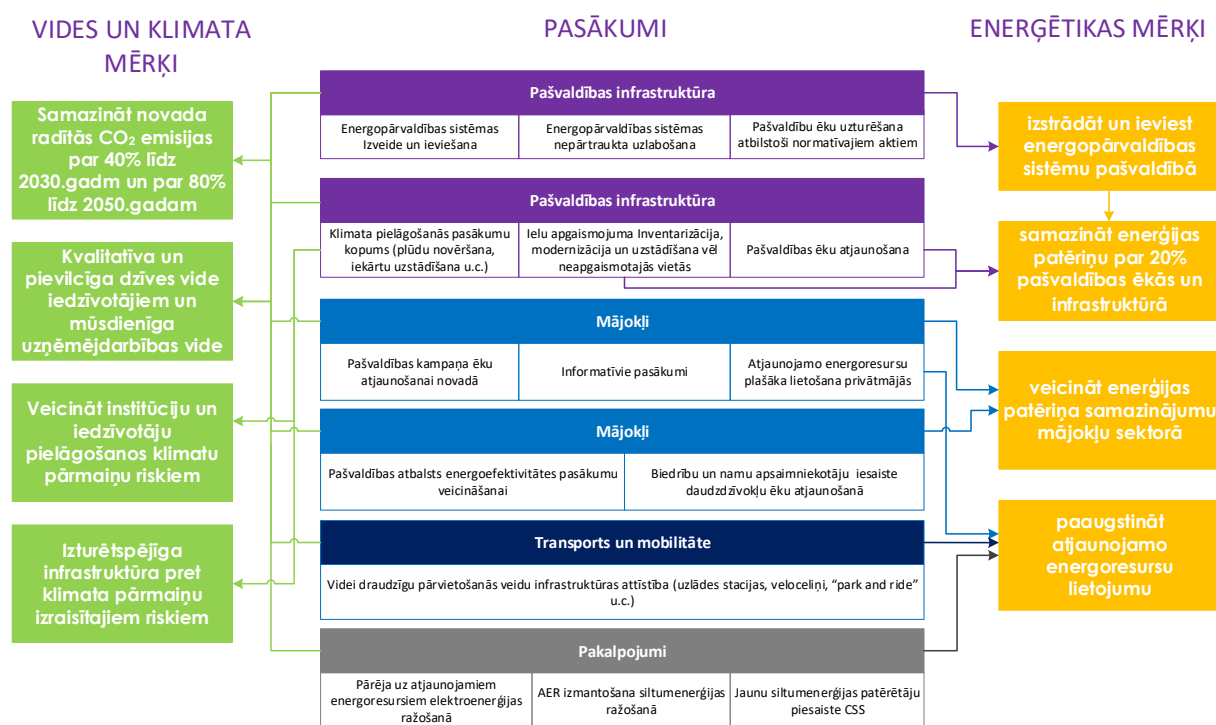 VIDES UN KLIMATA
MĒRĶI
PASĀKUMI
ENERĢĒTIKAS MĒRĶI
Samazināt novada
radītās CO₂ emisijas
par 40% līdz
2030.gadm un par 80%
līdz 2050.gadam
Kvalitatīva un
pievilcīga dzīves vide
iedzīvotājiem un
mūsdienīga
uzņēmējdarbības vide
Veicināt institūciju un
iedzīvotāju
pielāgošanos klimatu
pārmaiņu riskiem
Izturētspējīga
infrastruktūra pret
klimata pārmaiņu
izraisītajiem riskiem
Pašvaldības infrastruktūra
Energopārvaldības sistēmas
Izveide un ieviešana
Energopārvaldības sistēmas
nepārtraukta uzlabošana
Pašvaldību ēku uzturēšana
atbilstoši normatīvajiem aktiem
Pašvaldības infrastruktūra
Klimata pielāgošanās pasākumu
kopums (plūdu novēršana,
iekārtu uzstādīšana u.c.)
Ielu apgaismojuma Inventarizācija,
modernizācija un uzstādīšana vēl
neapgaismotajās vietās
Pašvaldības ēku atjaunošana
Mājokļi
Pašvaldības kampaņa ēku
atjaunošanai novadā
Informatīvie pasākumi
Atjaunojamo energoresursu
plašāka lietošana privātmājās
Mājokļi
Pašvaldības atbalsts energoefektivitātes pasākumu
veicināšanai
Biedrību un namu apsaimniekotāju iesaiste
daudzdzīvokļu ēku atjaunošanā
Transports un mobilitāte
Videi draudzīgu pārvietošanās veidu infrastruktūras attīstība (uzlādes stacijas, veloceliņi, “park and ride”
u.c.)
Pakalpojumi
Pārēja uz atjaunojamiem
energoresursiem elektroenerģijas
ražošanā
AER izmantošana siltumenerģijas
ražošanā
Jaunu siltumenerģijas patērētāju
piesaiste CSS
izstrādāt un ieviest
energopārvaldības
sistēmu pašvaldībā
samazināt enerģijas
patēriņu par 20%
pašvaldības ēkās un
infrastruktūrā
veicināt enerģijas
patēriņa samazinājumu
mājokļu sektorā
paaugstināt
atjaunojamo
energoresursu
lietojumu